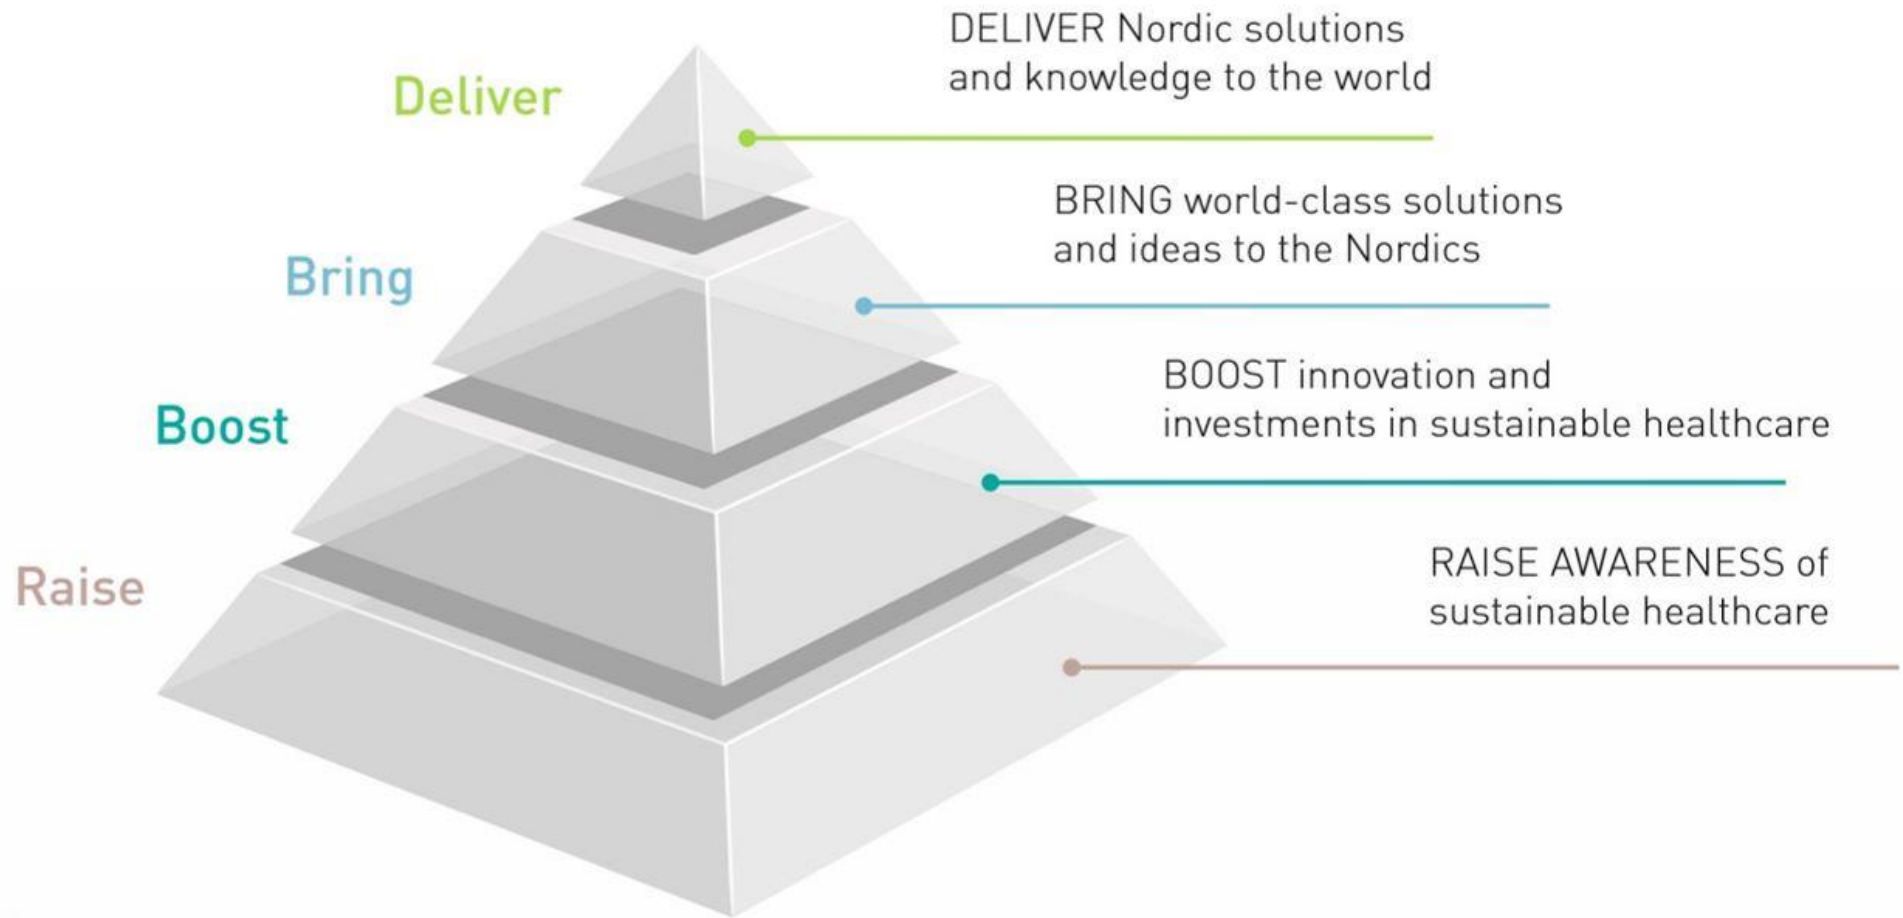 Deliver
DELIVER Nordic solutions
and knowledge to the world
Bring
BRING world-class solutions
and ideas to the Nordics
Boost
BOOST innovation and
investments in sustainable healthcare
Raise
RAISE AWARENESS of
sustainable healthcare